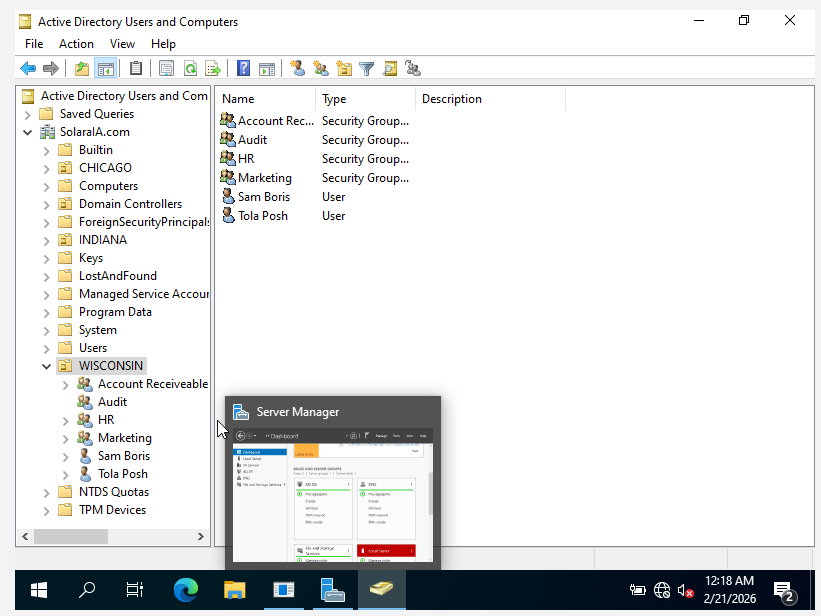 Active Directory Users and Computers
File Action View Help
Active Directory Users and Com
Saved Queries
SolaraIA.com
Builtin
CHICAGO
Computers
Domain Controllers
ForeignSecurityPrincipals
INDIANA
Keys
LostAndFound
Managed Service Accour
Program Data
System
Users
WISCONSIN
Account Receiveable
Audit
HR
Marketing
Sam Boris
Tola Posh
NTDS Quotas
TPM Devices
Name Type Description
Account Rec... Security Group...
Audit Security Group...
HR Security Group...
Marketing Security Group...
Sam Boris User
Tola Posh User
Server Manager
Dashboard
12:18 AM
2/21/2026
2